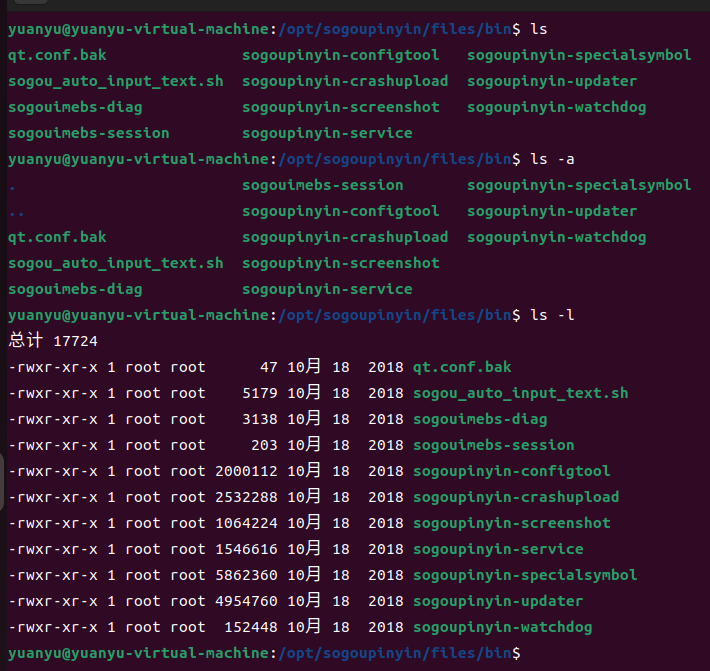 yuanyu@yuanyu-virtual-machine:/opt/sogoupinyin/files/bin$ ls
qt.conf.bak sogoupinyin-configtool sogoupinyin-specialsymbol
sogou_auto_input_text.sh sogoupinyin-crashupload sogoupinyin-updater
sogouimebs-diag sogoupinyin-screenshot sogoupinyin-watchdog
sogouimebs-session sogoupinyin-service
yuanyu@yuanyu-virtual-machine:/opt/sogoupinyin/files/bin$ ls -a
. sogouimebs-session sogoupinyin-specialsymbol
.. sogoupinyin-configtool sogoupinyin-updater
qt.conf.bak sogoupinyin-crashupload sogoupinyin-watchdog
sogou_auto_input_text.sh sogoupinyin-screenshot
sogouimebs-diag sogoupinyin-service
yuanyu@yuanyu-virtual-machine:/opt/sogoupinyin/files/bin$ ls -l
总计 17724
-rwxr-xr-x 1 root root 47 10月 18 2018 qt.conf.bak
-rwxr-xr-x 1 root root 5179 10月 18 2018 sogou_auto_input_text.sh
-rwxr-xr-x 1 root root 3138 10月 18 2018 sogouimebs-diag
-rwxr-xr-x 1 root root 203 10月 18 2018 sogouimebs-session
-rwxr-xr-x 1 root root 2000112 10月 18 2018 sogoupinyin-configtool
-rwxr-xr-x 1 root root 2532288 10月 18 2018 sogoupinyin-crashupload
-rwxr-xr-x 1 root root 1064224 10月 18 2018 sogoupinyin-screenshot
-rwxr-xr-x 1 root root 1546616 10月 18 2018 sogoupinyin-service
-rwxr-xr-x 1 root root 5862360 10月 18 2018 sogoupinyin-specialsymbol
-rwxr-xr-x 1 root root 4954760 10月 18 2018 sogoupinyin-updater
-rwxr-xr-x 1 root root 152448 10月 18 2018 sogoupinyin-watchdog
yuanyu@yuanyu-virtual-machine:/opt/sogoupinyin/files/bin$